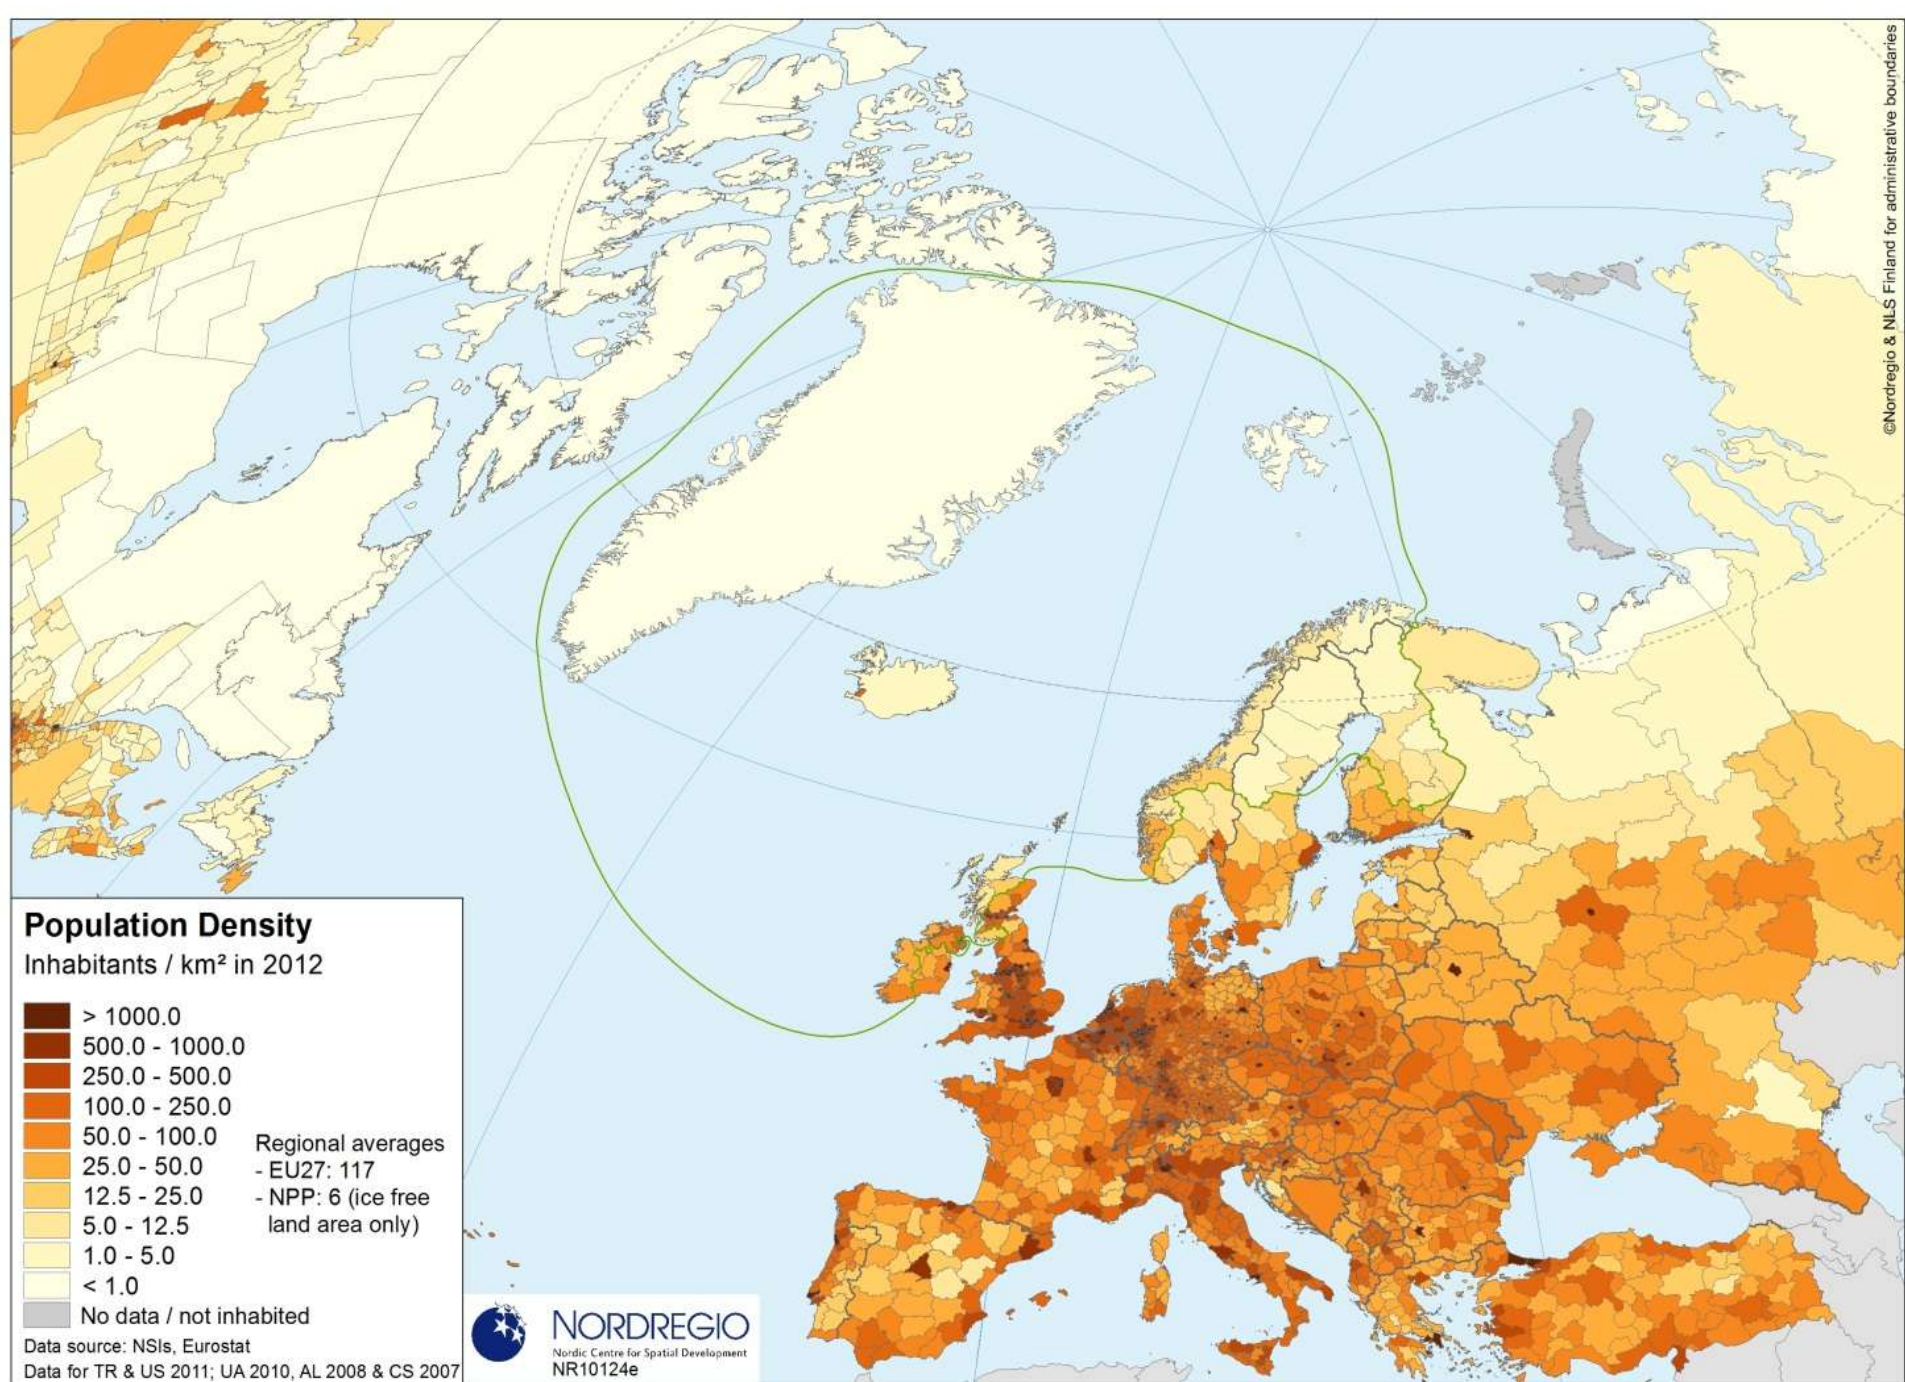 ©Nordregio & NLS Finland for administrative boundaries
Population Density
Inhabitants / km² in 2012
> 1000.0
500.0 - 1000.0
250.0 - 500.0
100.0 - 250.0
50.0 - 100.0
25.0 - 50.0
12.5 - 25.0
5.0 - 12.5
1.0 - 5.0
< 1.0
No data / not inhabited
Regional averages
- EU27: 117
- NPP: 6 (ice free
land area only)
Data source: NSIs, Eurostat
Data for TR & US 2011; UA 2010, AL 2008 & CS 2007
NORDREGIO
Nordic Centre for Spatial Development
NR10124e